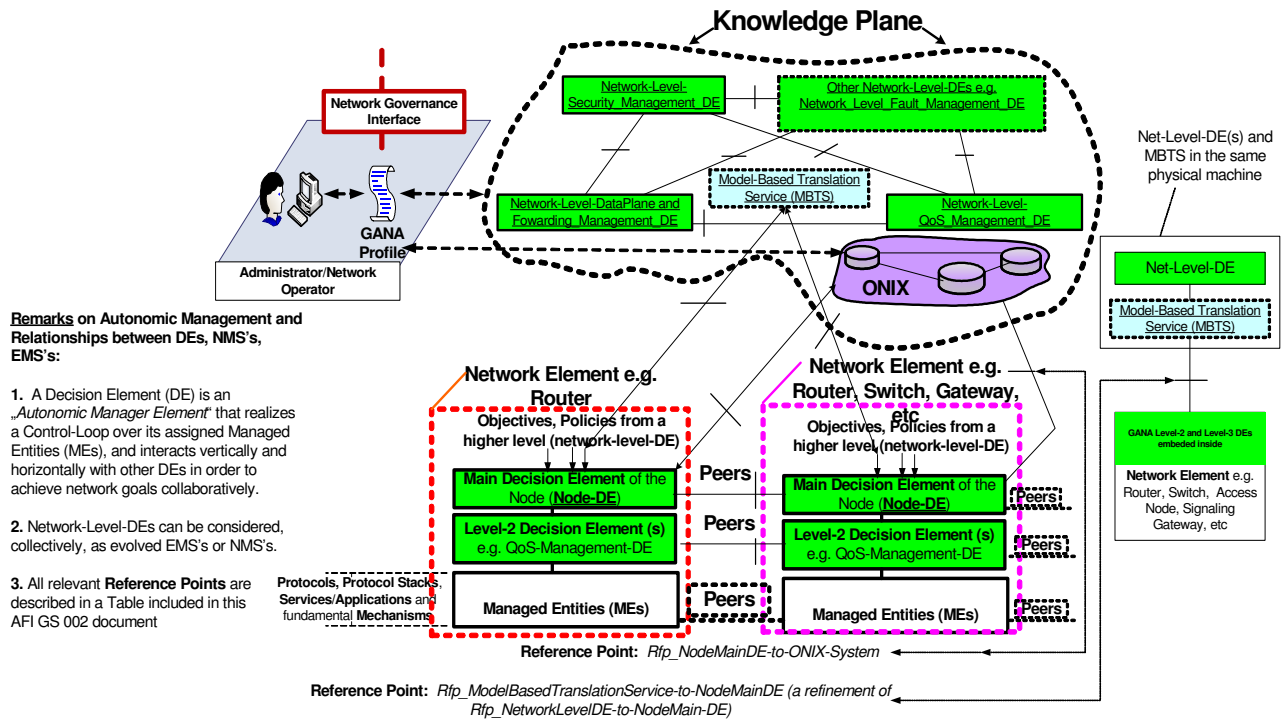 Knowledge Plane
Network Governance
Interface
Network-Level-
Security_Management_DE
Other Network-Level-DEs e.g.
Network_Level_Fault_Management_DE
Net-Level-DE(s) and
MBTS in the same
physical machine
Model-Based Translation
Service (MBTS)
Network-Level-DataPlane and
Fowarding_Management_DE
Network-Level-
QoS_Management_DE
GANA
Profile
Administrator/Network
Operator
ONIX
Net-Level-DE
Model-Based Translation
Service (MBTS)
Remarks on Autonomic Management and
Relationships between DEs, NMS's,
EMS's:
1. A Decision Element (DE) is an
„Autonomic Manager Element“ that realizes
a Control-Loop over its assigned Managed
Entities (MEs), and interacts vertically and
horizontally with other DEs in order to
achieve network goals collaboratively.
2. Network-Level-DEs can be considered,
collectively, as evolved EMS's or NMS's.
3. All relevant Reference Points are
described in a Table included in this
AFI GS 002 document
Network Element e.g.
Router
Objectives, Policies from a
higher level (network-level-DE)
Main Decision Element of the
Node (Node-DE)
Level-2 Decision Element (s)
e.g. QoS-Management-DE
Managed Entities (MEs)
Protocols, Protocol Stacks,
Services/Applications and
fundamental Mechanisms
Peers
Peers
Peers
Network Element e.g.
Router, Switch, Gateway,
etc
Objectives, Policies from a
higher level (network-level-DE)
Main Decision Element of the
Node (Node-DE)
Level-2 Decision Element (s)
e.g. QoS-Management-DE
Managed Entities (MEs)
Peers
Peers
Peers
GANA Level-2 and Level-3 DEs
embeded inside
Network Element e.g.
Router, Switch, Access
Node, Signaling
Gateway, etc
Reference Point: Rfp_NodeMainDE-to-ONIX-System
Reference Point: Rfp_ModelBasedTranslationService-to-NodeMainDE (a refinement of
Rfp_NetworkLevelDE-to-NodeMain-DE)